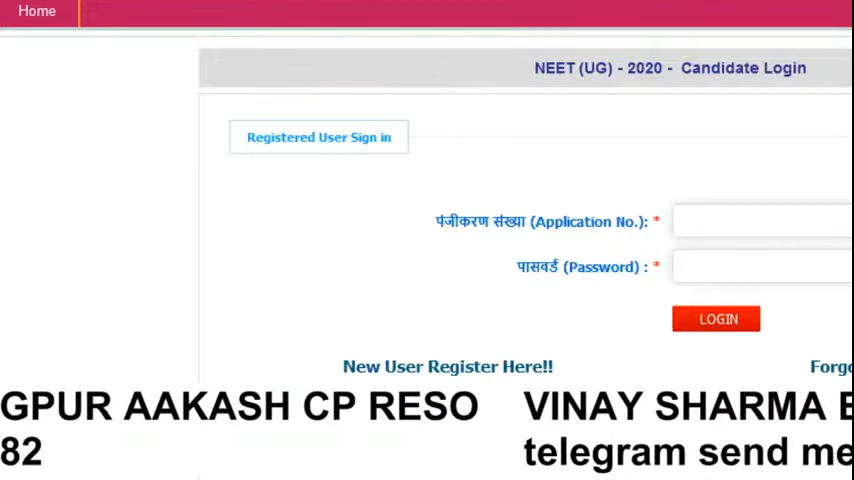 Home
NEET (UG) - 2020 - Candidate Login
Registered User Sign in
पंजीकरण संख्या (Application No.): *
पासवर्ड (Password) : *
LOGIN
New User Register Here!! Forgo
GPUR AAKASH CP RESO VINAY SHARMA E
82 telegram send me